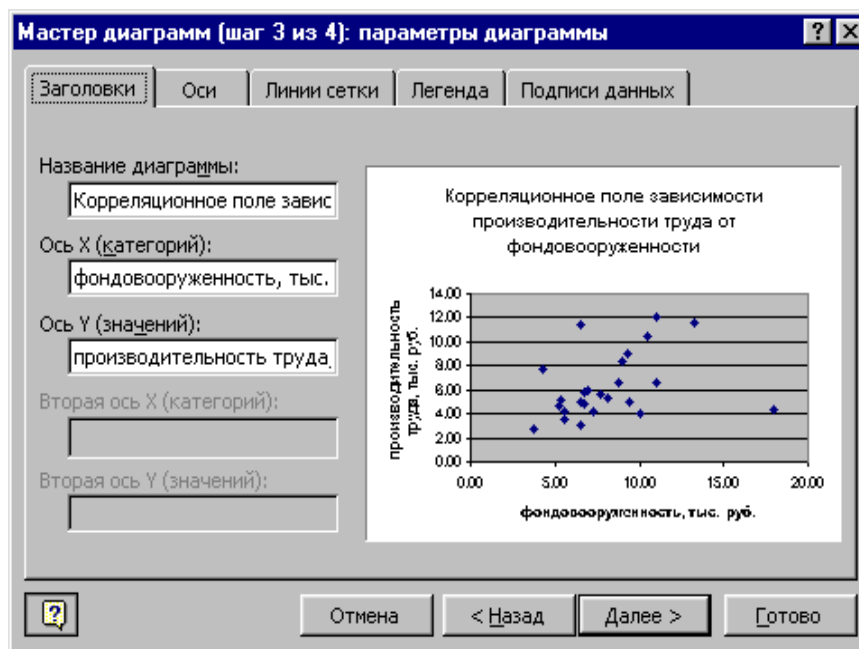 Мастер диаграмм (шаг 3 из 4): параметры диаграммы
Заголовки Оси Линии сетки Легенда Подписи данных
Название диаграммы:
Корреляционное поле завис
Ось X (категорий):
фондовооруженность, тыс.
Ось Y (значений):
производительность труда,
Вторая ось X (категорий):
Вторая ось Y (значений):
Корреляционное поле зависимости
производительности труда от
фондовооруженности
производительность
труда, тыс. руб.
14.00
12.00
10.00
8.00
6.00
4.00
2.00
0.00
0.00 5.00 10.00 15.00 20.00
фондовооруженность, тыс. руб.
Отмена < Назад Далее > Готово